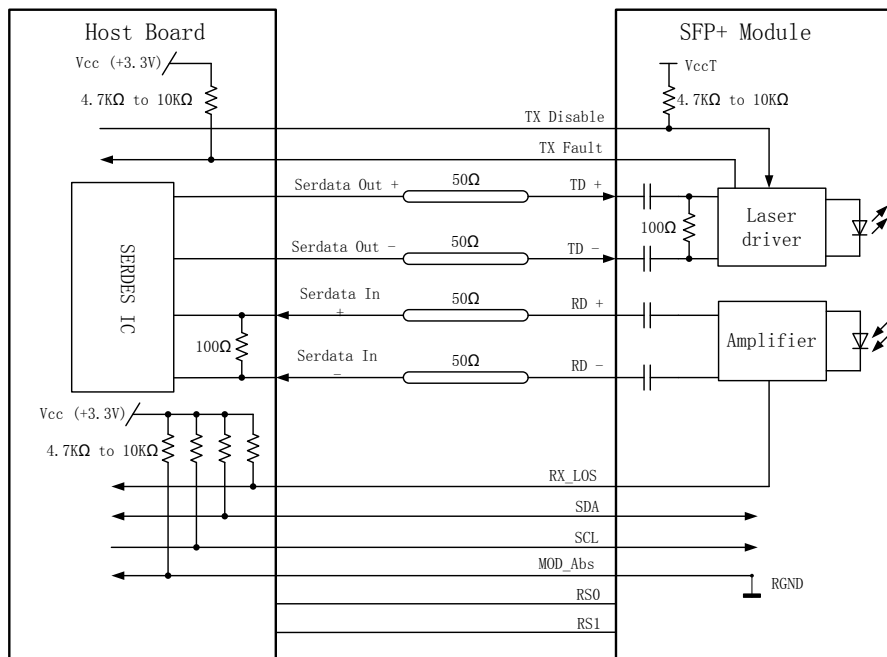 Host Board
SFP+ Module
Vcc (+3.3V)
VccT
4.7KΩ to 10KΩ
4.7KΩ to 10KΩ
TX Disable
TX Fault
Serdata Out +
50Ω
TD +
100Ω
Laser
driver
Serdata Out -
50Ω
TD -
SERDES IC
Serdata In
+
50Ω
RD +
100Ω
Amplifier
Serdata In
-
50Ω
RD -
Vcc (+3.3V)
4.7KΩ to 10KΩ
RX_LOS
SDA
SCL
MOD_Abs
RGND
RS0
RS1